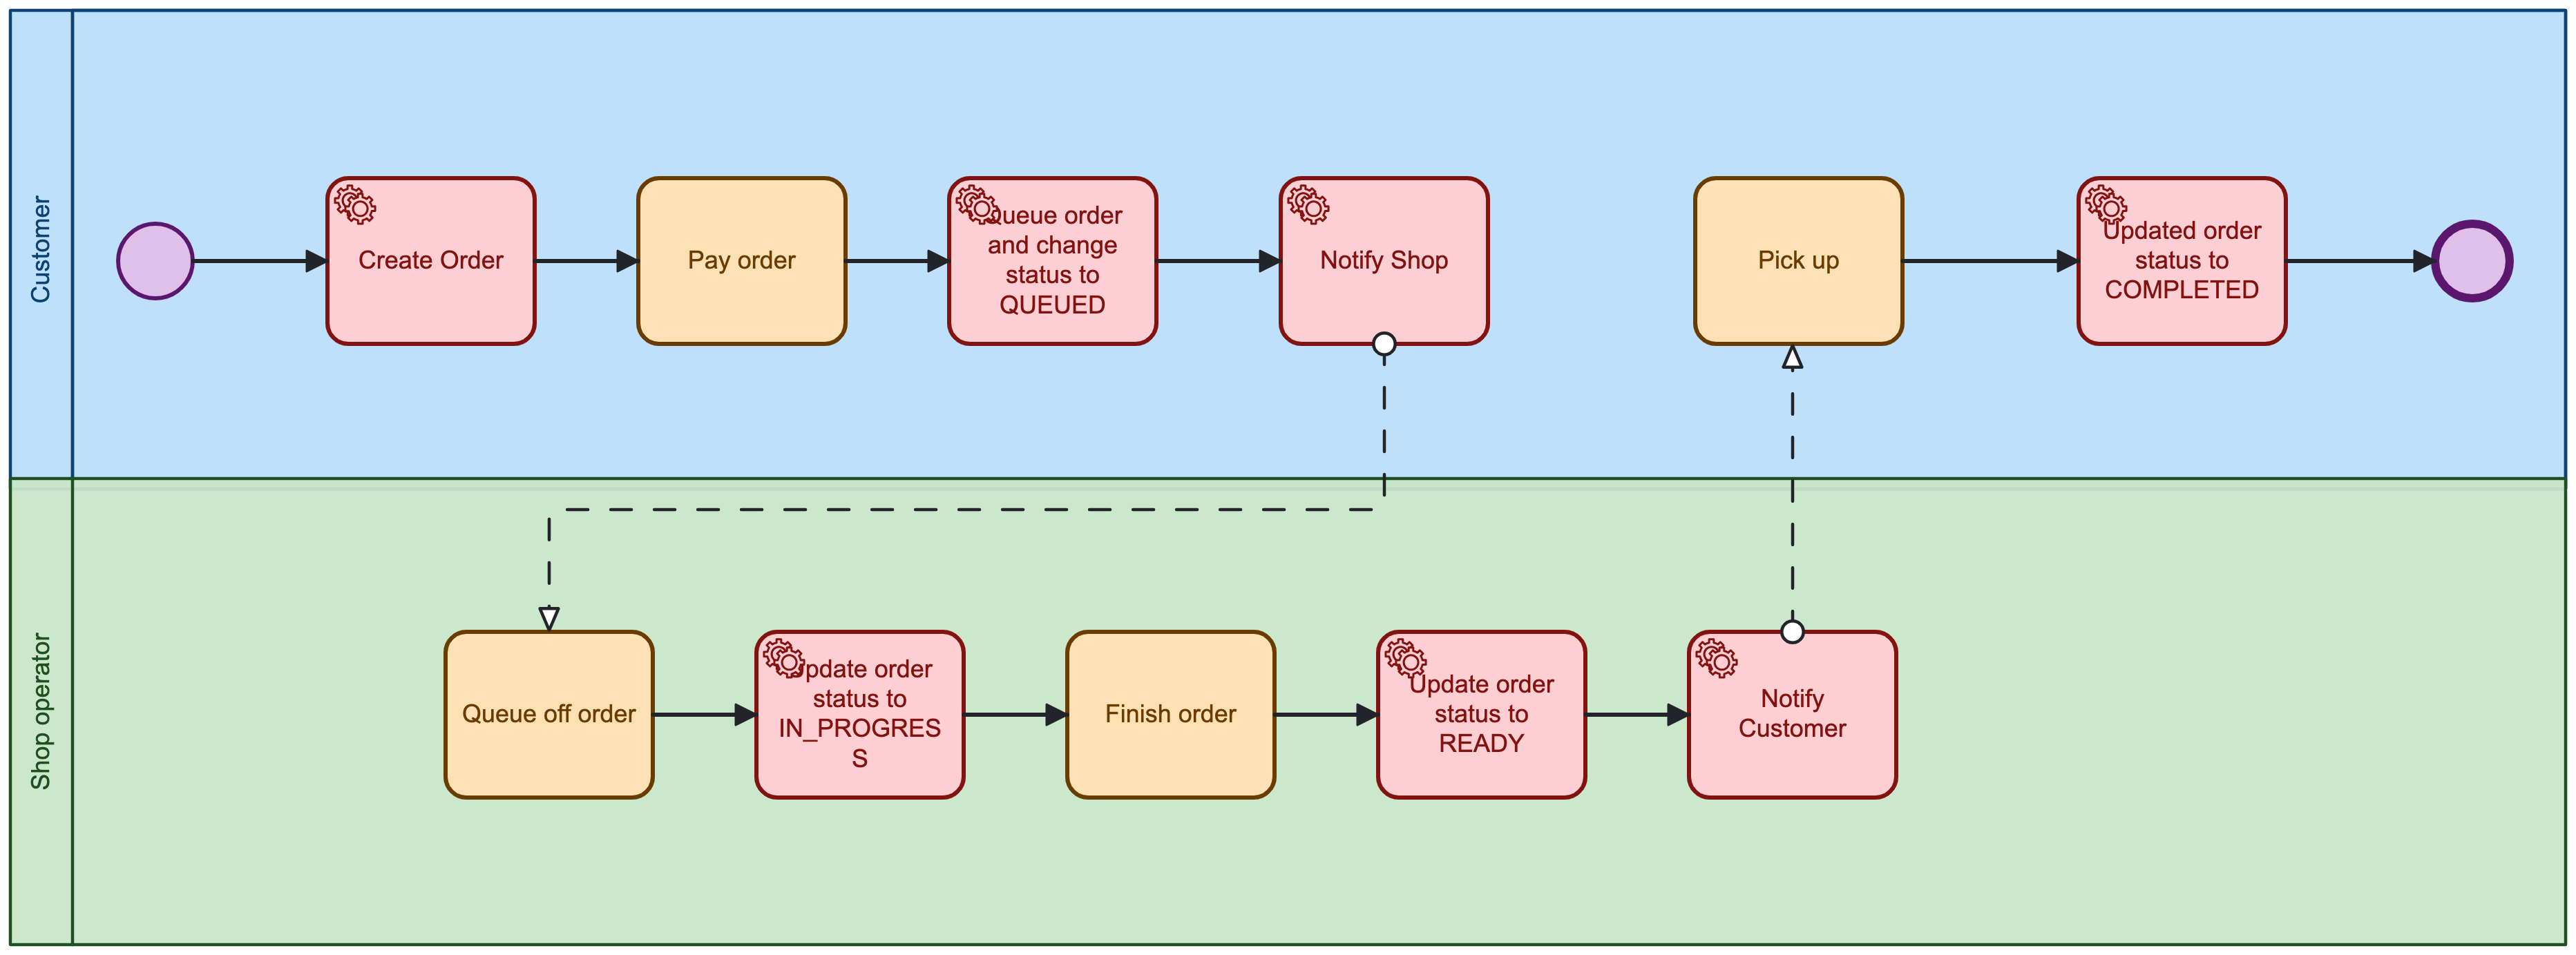 Customer
Create Order
Pay order
Queue order
and change
status to
QUEUED
Notify Shop
Pick up
Updated order
status to
COMPLETED
Shop operator
Queue off order
Update order
status to
IN_PROGRES
S
Finish order
Update order
status to
READY
Notify
Customer